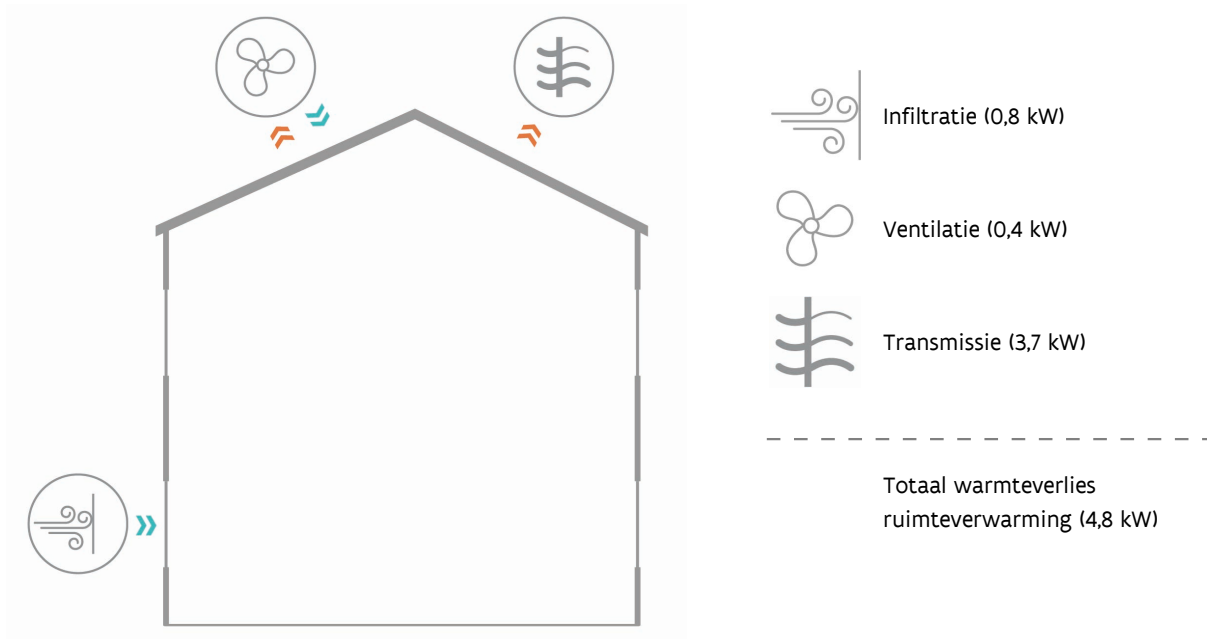 Infiltratie (0,8 kW)
Ventilatie (0,4 kW)
Transmissie (3,7 kW)
Totaal warmteverlies
ruimteverwarming (4,8 kW)